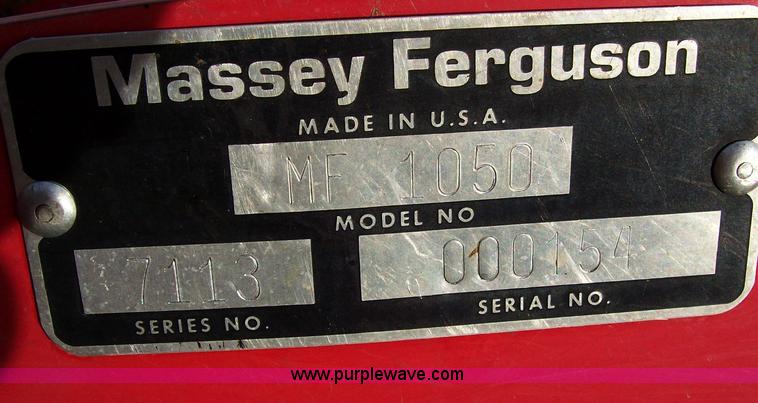 Massey Ferguson
MADE IN U.S.A.
MF 1050
MODEL NO
7113 000154
SERIES NO. SERIAL NO.
www.purplewave.com